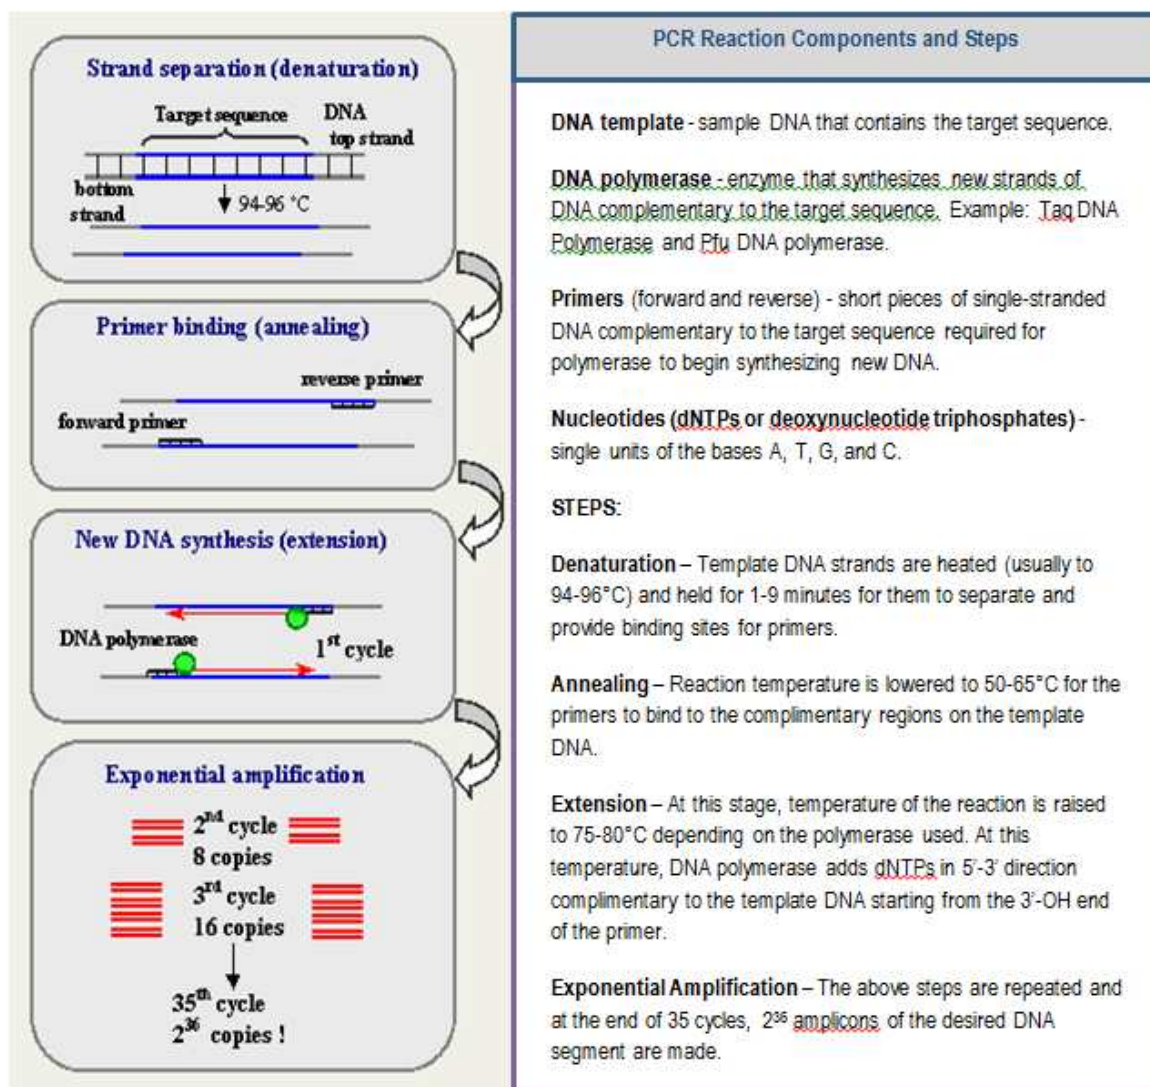 Strand separation (denaturation)
Target sequence
DNA
top strand
bottom
strand
94-96 °C
Primer binding (annealing)
reverse primer
forward primer
New DNA synthesis (extension)
DNA polymerase
1st cycle
Exponential amplification
2nd cycle
8 copies
3rd cycle
16 copies
35th cycle
2^36 copies !
PCR Reaction Components and Steps
DNA template - sample DNA that contains the target sequence.
DNA polymerase - enzyme that synthesizes new strands of
DNA complementary to the target sequence. Example: Taq DNA
Polymerase and Pfu DNA polymerase.
Primers (forward and reverse) - short pieces of single-stranded
DNA complementary to the target sequence required for
polymerase to begin synthesizing new DNA.
Nucleotides (dNTPs or deoxynucleotide triphosphates) -
single units of the bases A, T, G, and C.
STEPS:
Denaturation – Template DNA strands are heated (usually to
94-96°C) and held for 1-9 minutes for them to separate and
provide binding sites for primers.
Annealing – Reaction temperature is lowered to 50-65°C for the
primers to bind to the complimentary regions on the template
DNA.
Extension – At this stage, temperature of the reaction is raised
to 75-80°C depending on the polymerase used. At this
temperature, DNA polymerase adds dNTPs in 5'-3' direction
complimentary to the template DNA starting from the 3'-OH end
of the primer.
Exponential Amplification – The above steps are repeated and
at the end of 35 cycles, 2^36 amplicons of the desired DNA
segment are made.